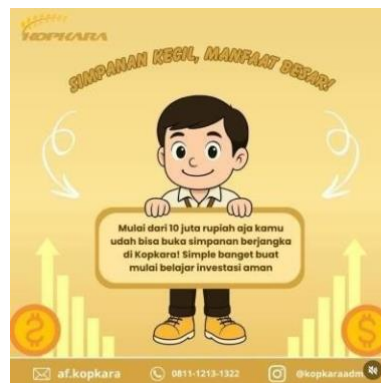 KOPKARA
SIMPANAN KECIL, MANFAAT BESAR!
Mulai dari 10 juta rupiah aja kamu
udah bisa buka simpanan berjangka
di Kopkara! Simple banget buat
mulai belajar investasi aman
af.kopkara
0811-1213-1322
@kopkaraadm